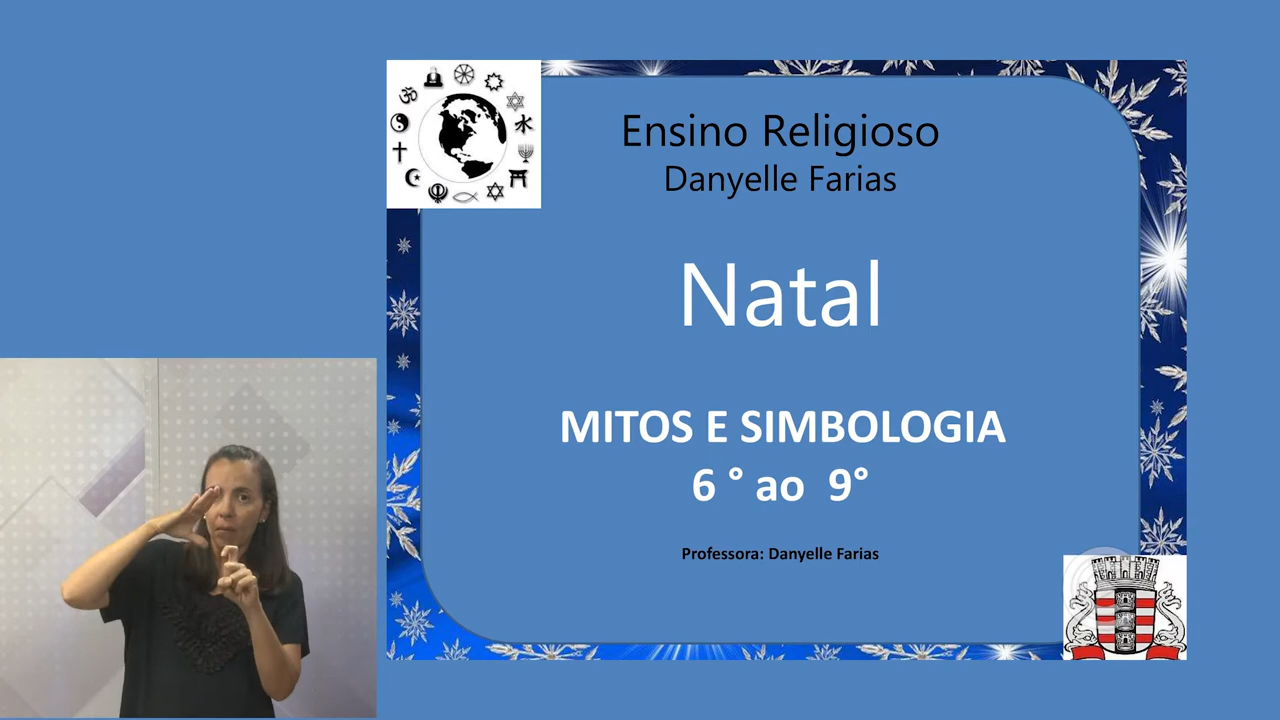 Ensino Religioso
Danyelle Farias
Natal
MITOS E SIMBOLOGIA
6 ° ao 9°
Professora: Danyelle Farias